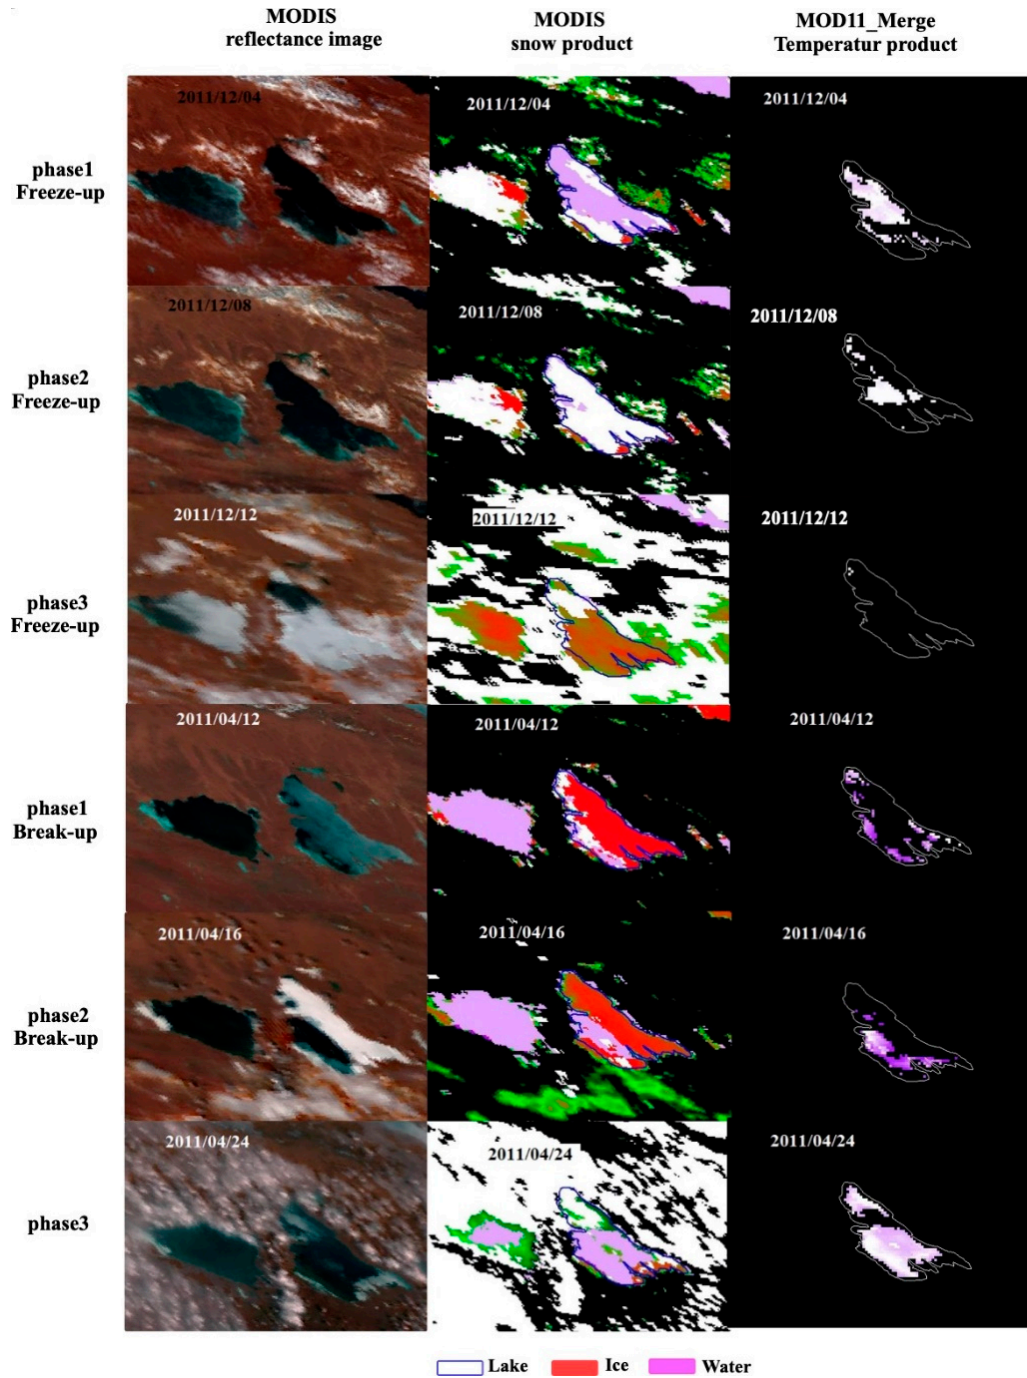 MODIS
reflectance image
MODIS
snow product
MOD11_Merge
Temperatur product
phase1
Freeze-up
2011/12/04
2011/12/04
2011/12/04
phase2
Freeze-up
2011/12/08
2011/12/08
2011/12/08
phase3
Freeze-up
2011/12/12
2011/12/12
2011/12/12
phase1
Break-up
2011/04/12
2011/04/12
2011/04/12
phase2
Break-up
2011/04/16
2011/04/16
2011/04/16
phase3
2011/04/24
2011/04/24
2011/04/24
Lake
Ice
Water